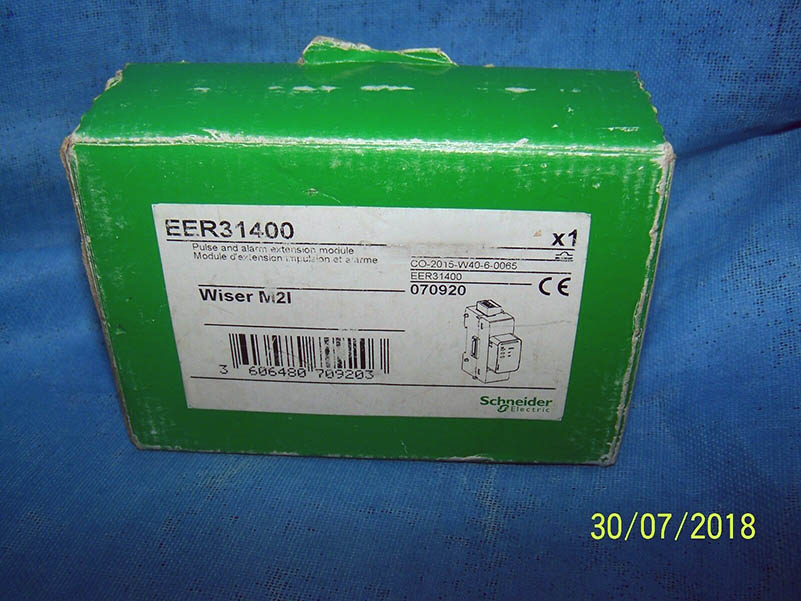 EER31400
x1
Pulse and alarm extension module
Module d'extension impulsion et alarme
CO-2015-W40-6-0065
EER31400
070920
CE
Wiser M2I
3 606480 709203
Schneider
Electric
30/07/2018